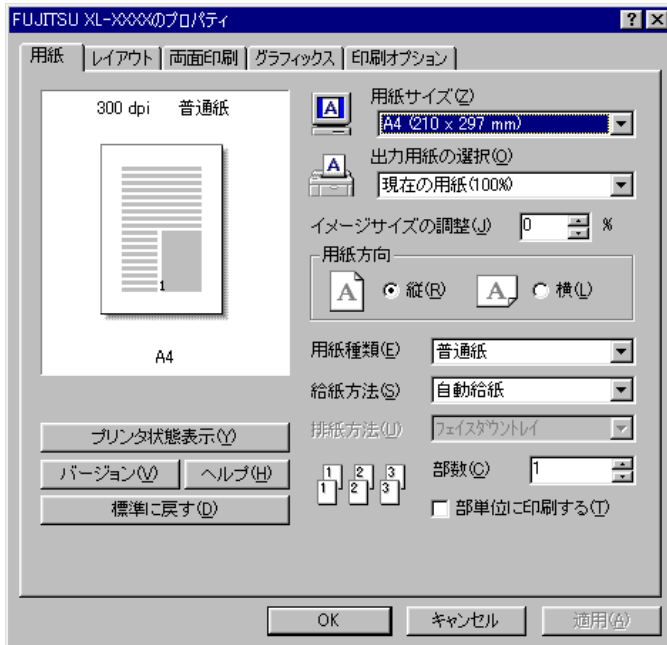 FUJITSU XL-XXXXのプロパティ
用紙
レイアウト
両面印刷
グラフィックス
印刷オプション
300 dpi 普通紙
1
A4
用紙サイズ(Z)
A
A4 (210 x 297 mm)
出力用紙の選択(O)
A
現在の用紙(100%)
イメージサイズの調整(J) 0 %
用紙方向
A 縦(R) A 横(L)
用紙種類(E) 普通紙
給紙方法(S) 自動給紙
排紙方法(U) フェイスダウントレイ
プリンタ状態表示(Y)
バージョン(V) ヘルプ(H)
標準に戻す(D)
1 2 3
1 2 3
部数(C) 1
部単位に印刷する(T)
OK キャンセル 適用(A)